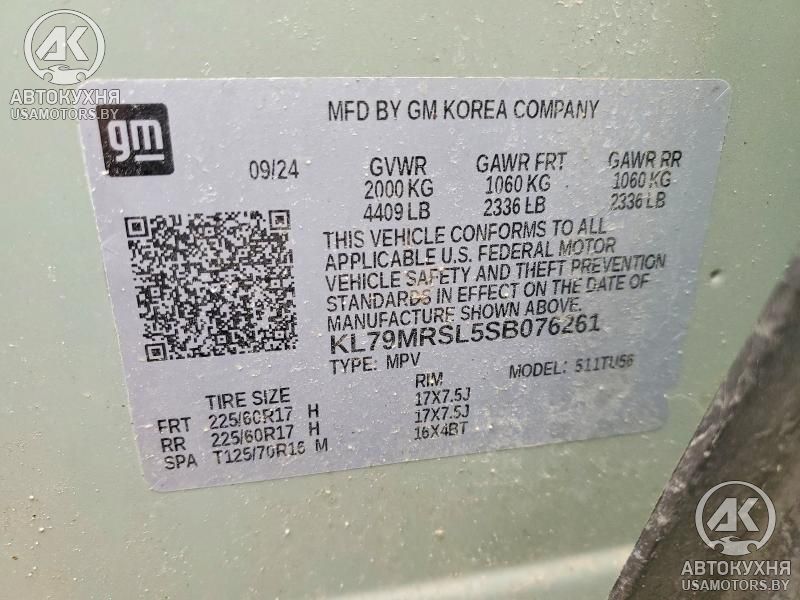 AK
АВТОКУХНЯ
USAMOTORS.BY
gm
MFD BY GM KOREA COMPANY
09/24
GVWR GAWR FRT GAWR RR
2000 KG 1060 KG 1060 KG
4409 LB 2336 LB 2336 LB
THIS VEHICLE CONFORMS TO ALL
APPLICABLE U.S. FEDERAL MOTOR
VEHICLE SAFETY AND THEFT PREVENTION
STANDARDS IN EFFECT ON THE DATE OF
MANUFACTURE SHOWN ABOVE.
KL79MRSL5SB076261
TYPE: MPV MODEL: 511TU56
TIRE SIZE RIM
FRT 225/60R17 H 17X7.5J
RR 225/60R17 H 17X7.5J
SPA T125/70R16 M 16X4BT
AK
АВТОКУХНЯ
USAMOTORS.BY